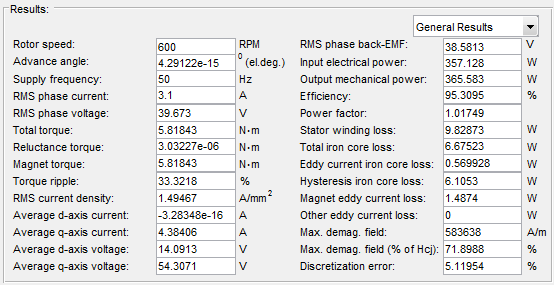 Results:
General Results
Rotor speed: 600 RPM
Advance angle: 4.29122e-15 0 (el.deg.)
Supply frequency: 50 Hz
RMS phase current: 3.1 A
RMS phase voltage: 39.673 V
Total torque: 5.81843 N·m
Reluctance torque: 3.03227e-06 N·m
Magnet torque: 5.81843 N·m
Torque ripple: 33.3218 %
RMS current density: 1.49467 A/mm2
Average d-axis current: -3.28348e-16 A
Average q-axis current: 4.38406 A
Average d-axis voltage: 14.0913 V
Average q-axis voltage: 54.3071 V
RMS phase back-EMF: 38.5813 V
Input electrical power: 357.128 W
Output mechanical power: 365.583 W
Efficiency: 95.3095 %
Power factor: 1.01749
Stator winding loss: 9.82873 W
Total iron core loss: 6.67523 W
Eddy current iron core loss: 0.569928 W
Hysteresis iron core loss: 6.1053 W
Magnet eddy current loss: 1.4874 W
Other eddy current loss: 0 W
Max. demag. field: 583638 A/m
Max. demag. field (% of Hcj): 71.8988 %
Discretization error: 5.11954 %